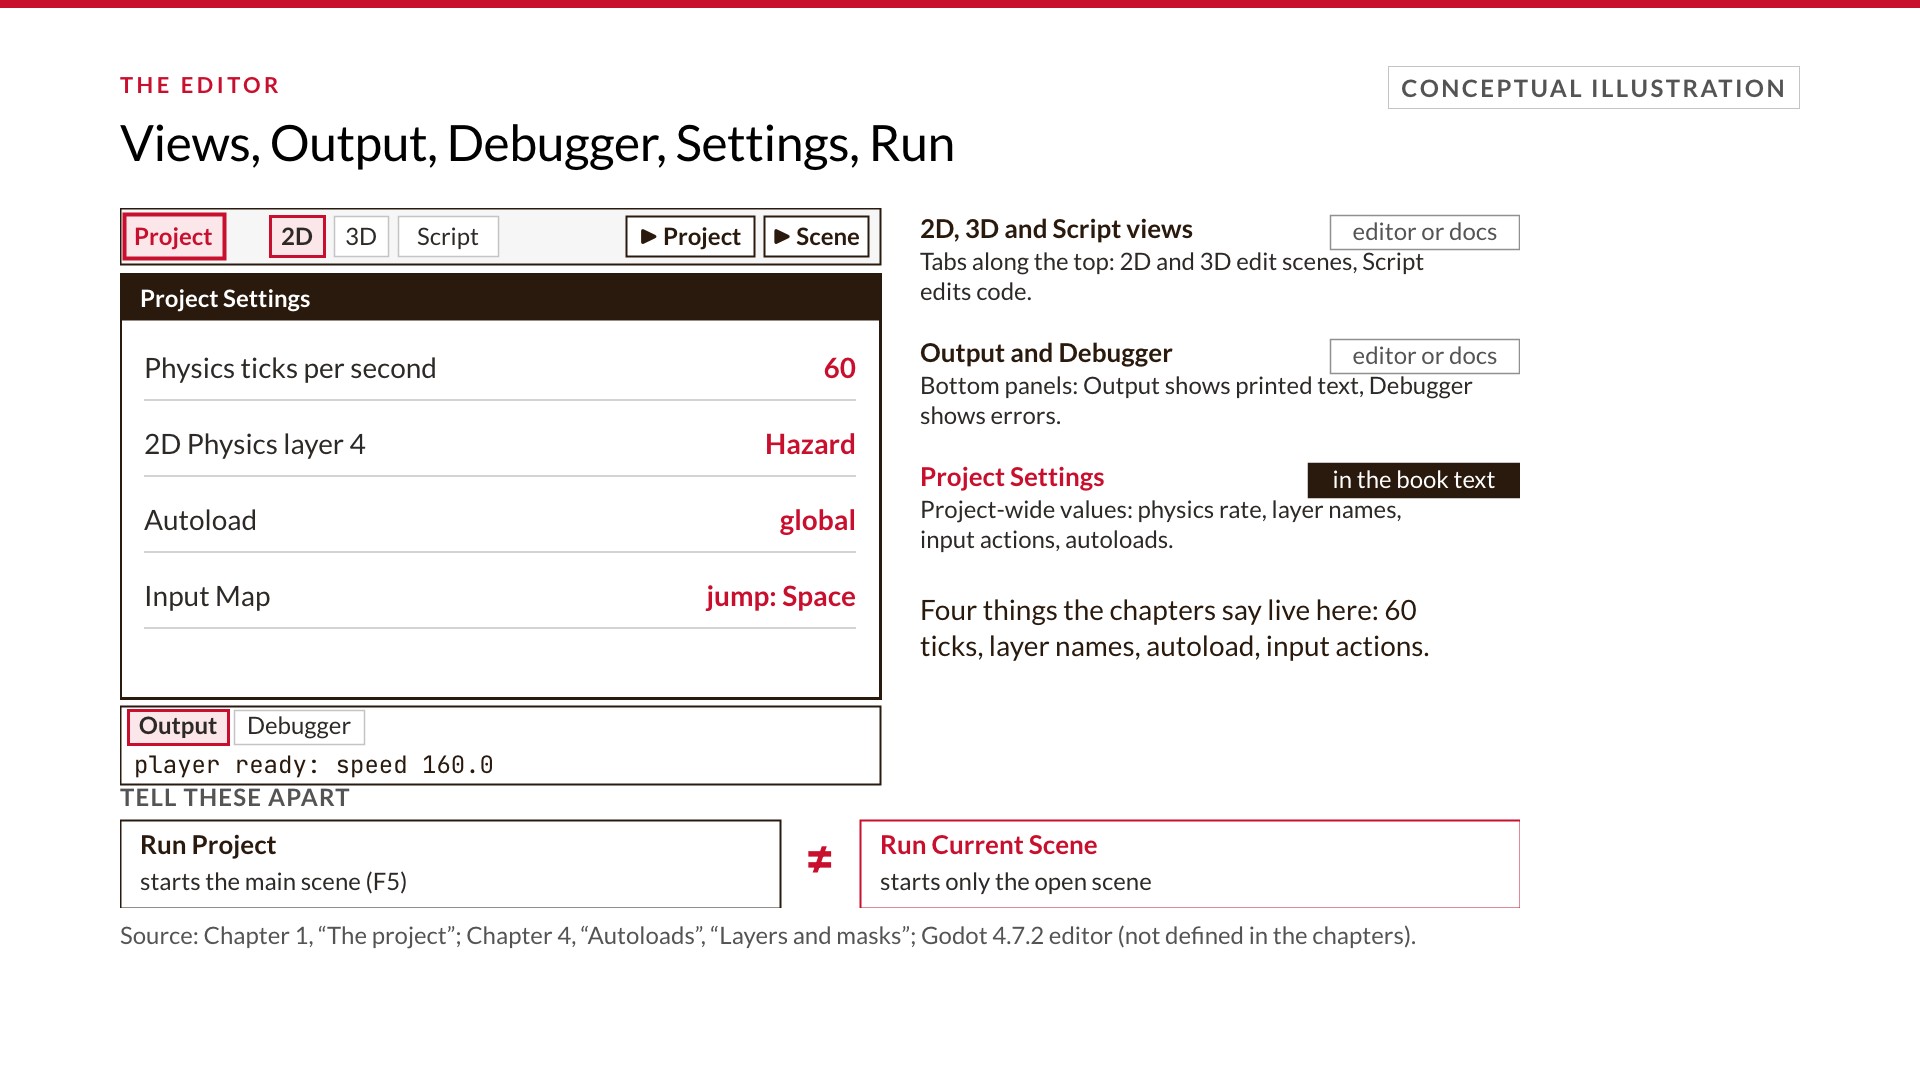 THE EDITOR
CONCEPTUAL ILLUSTRATION
Views, Output, Debugger, Settings, Run
Project 2D 3D Script ▶ Project ▶ Scene
Project Settings
Physics ticks per second 60
2D Physics layer 4 Hazard
Autoload global
Input Map jump: Space
Output Debugger
player ready: speed 160.0
2D, 3D and Script views editor or docs
Tabs along the top: 2D and 3D edit scenes, Script
edits code.
Output and Debugger editor or docs
Bottom panels: Output shows printed text, Debugger
shows errors.
Project Settings in the book text
Project-wide values: physics rate, layer names,
input actions, autoloads.
Four things the chapters say live here: 60
ticks, layer names, autoload, input actions.
TELL THESE APART
Run Project
starts the main scene (F5)
≠
Run Current Scene
starts only the open scene
Source: Chapter 1, “The project”; Chapter 4, “Autoloads”, “Layers and masks”; Godot 4.7.2 editor (not defined in the chapters).